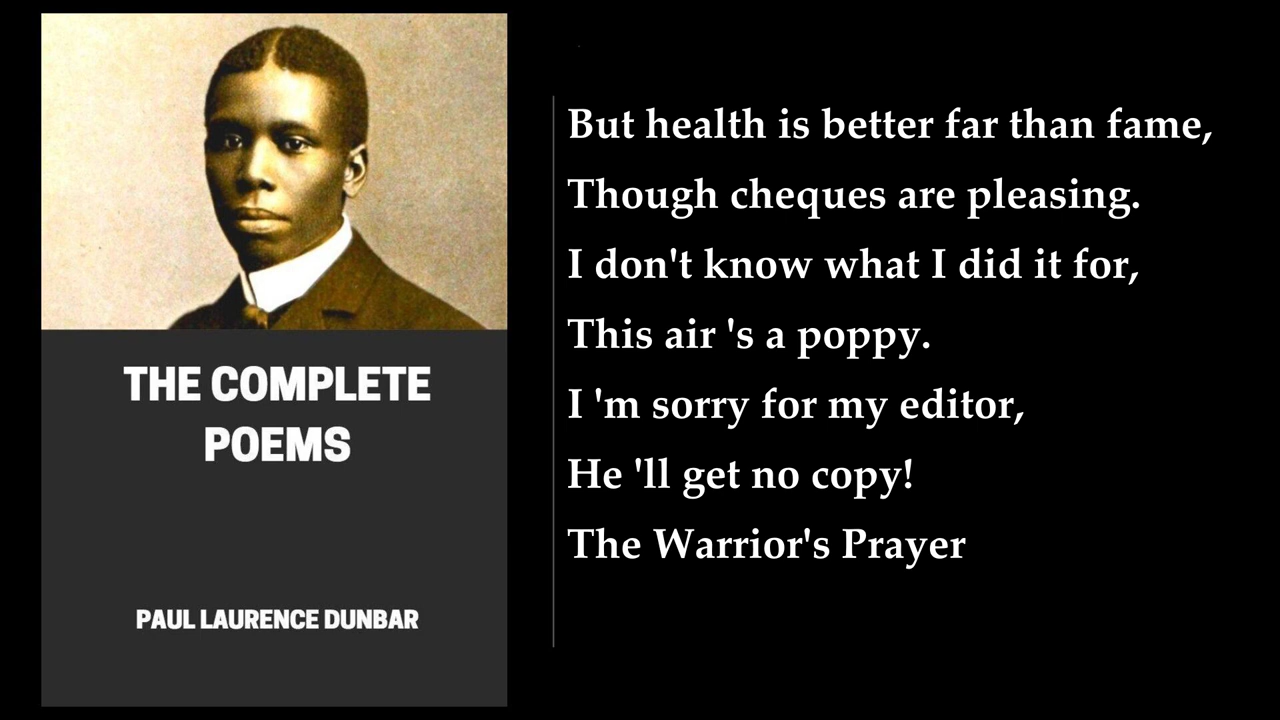 THE COMPLETE
POEMS
PAUL LAURENCE DUNBAR
But health is better far than fame,
Though cheques are pleasing.
I don't know what I did it for,
This air 's a poppy.
I 'm sorry for my editor,
He 'll get no copy!
The Warrior's Prayer